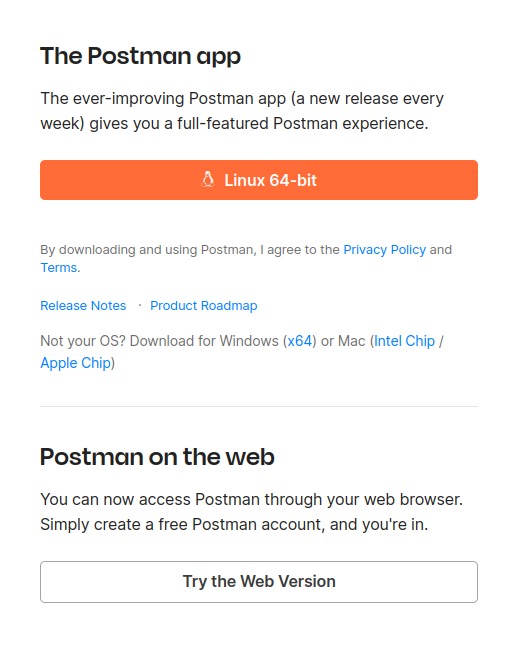 The Postman app
The ever-improving Postman app (a new release every
week) gives you a full-featured Postman experience.
Linux 64-bit
By downloading and using Postman, I agree to the Privacy Policy and
Terms.
Release Notes · Product Roadmap
Not your OS? Download for Windows (x64) or Mac (Intel Chip /
Apple Chip)
Postman on the web
You can now access Postman through your web browser.
Simply create a free Postman account, and you're in.
Try the Web Version